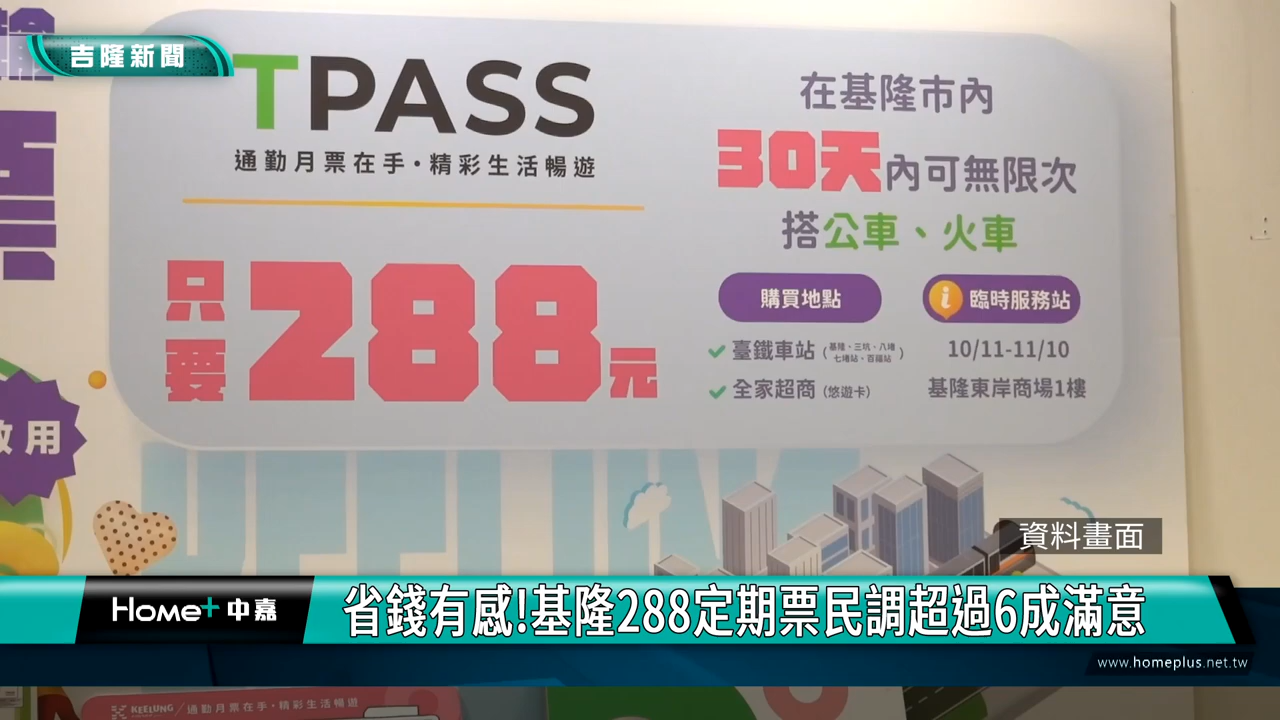 吉隆新聞
TPASS
通勤月票在手•精彩生活暢遊
只要288元
在基隆市內
30天內可無限次
搭公車、火車
購買地點
臺鐵車站(基隆、三坑、八堵
七堵站、百福站)
全家超商(悠遊卡)
臨時服務站
10/11-11/10
基隆東岸商場1樓
用
資料畫面
Home+中嘉
省錢有感!基隆288定期票民調超過6成滿意
www.homeplus.net.tw
KEELUNG/通勤月票在手•精彩生活暢遊